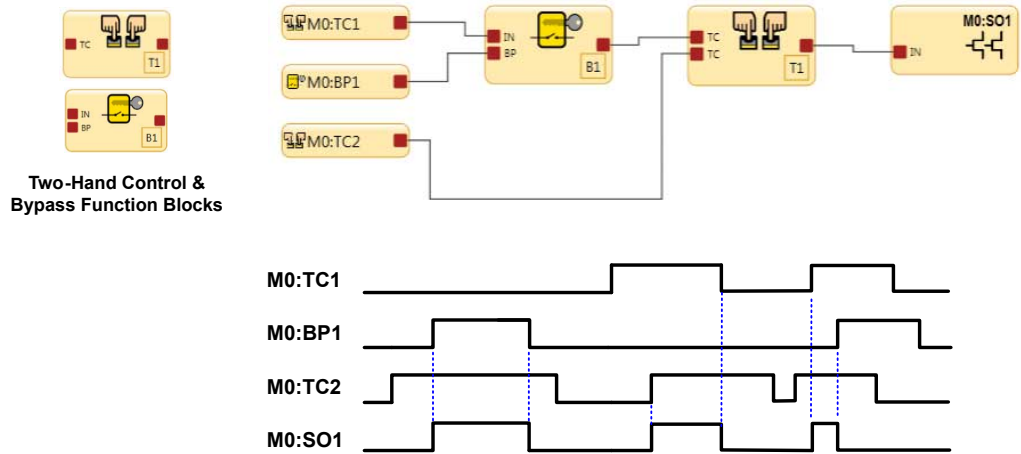 TC
T1
IN
BP
B1
Two-Hand Control &
Bypass Function Blocks
M0:TC1
M0:BP1
M0:TC2
IN
BP
B1
TC
TC
T1
M0:SO1
IN
M0:TC1
M0:BP1
M0:TC2
M0:SO1